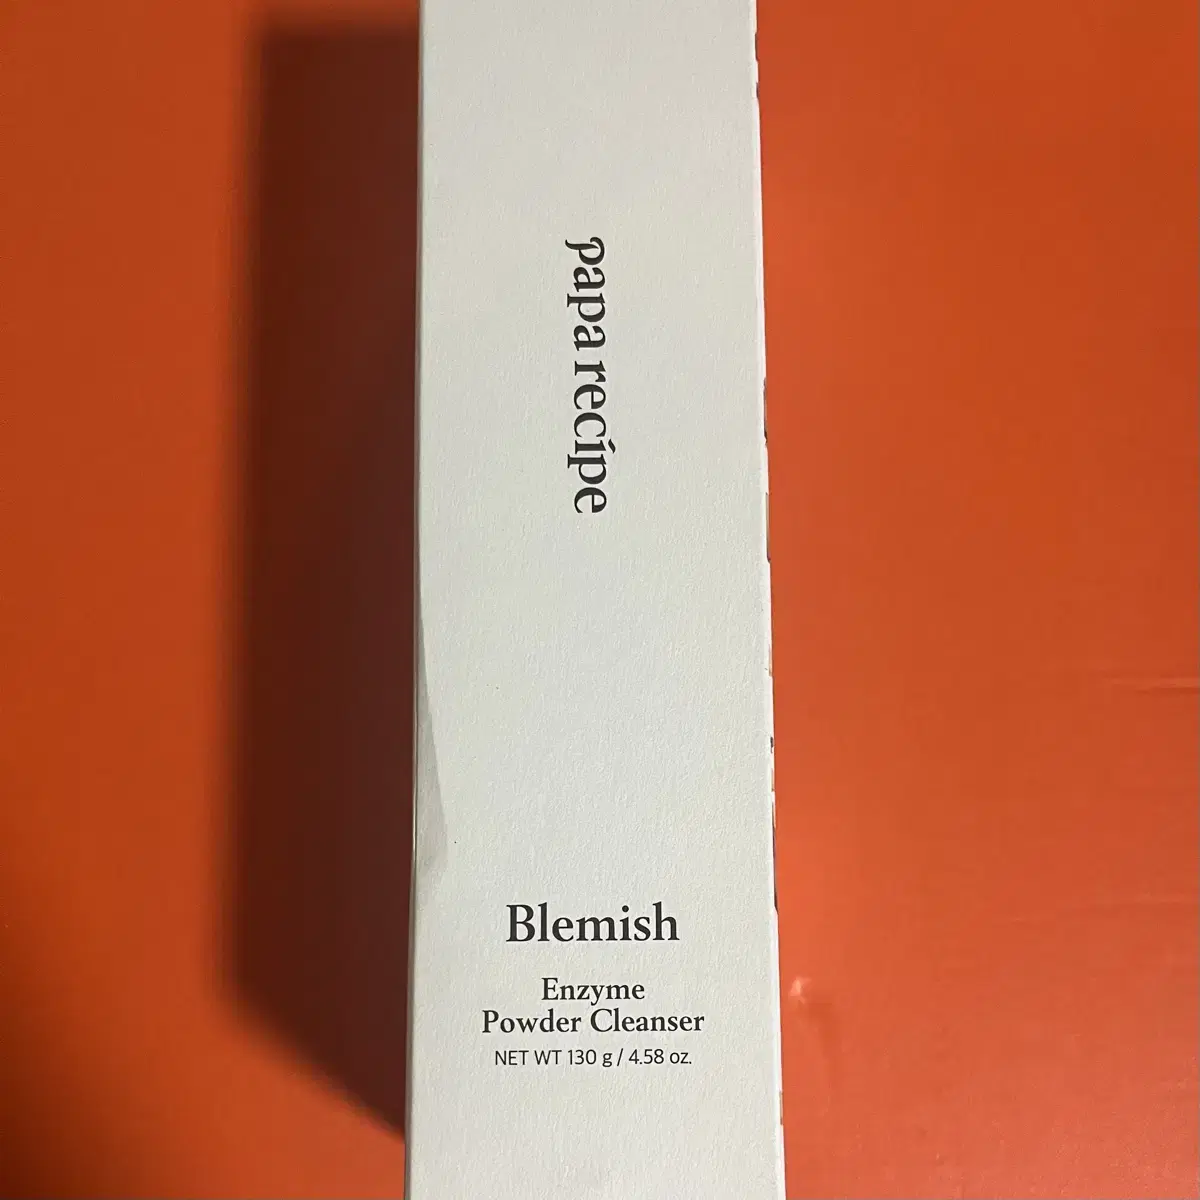 papa recipe
Blemish
Enzyme
Powder Cleanser
NET WT 130 g / 4.58 oz.